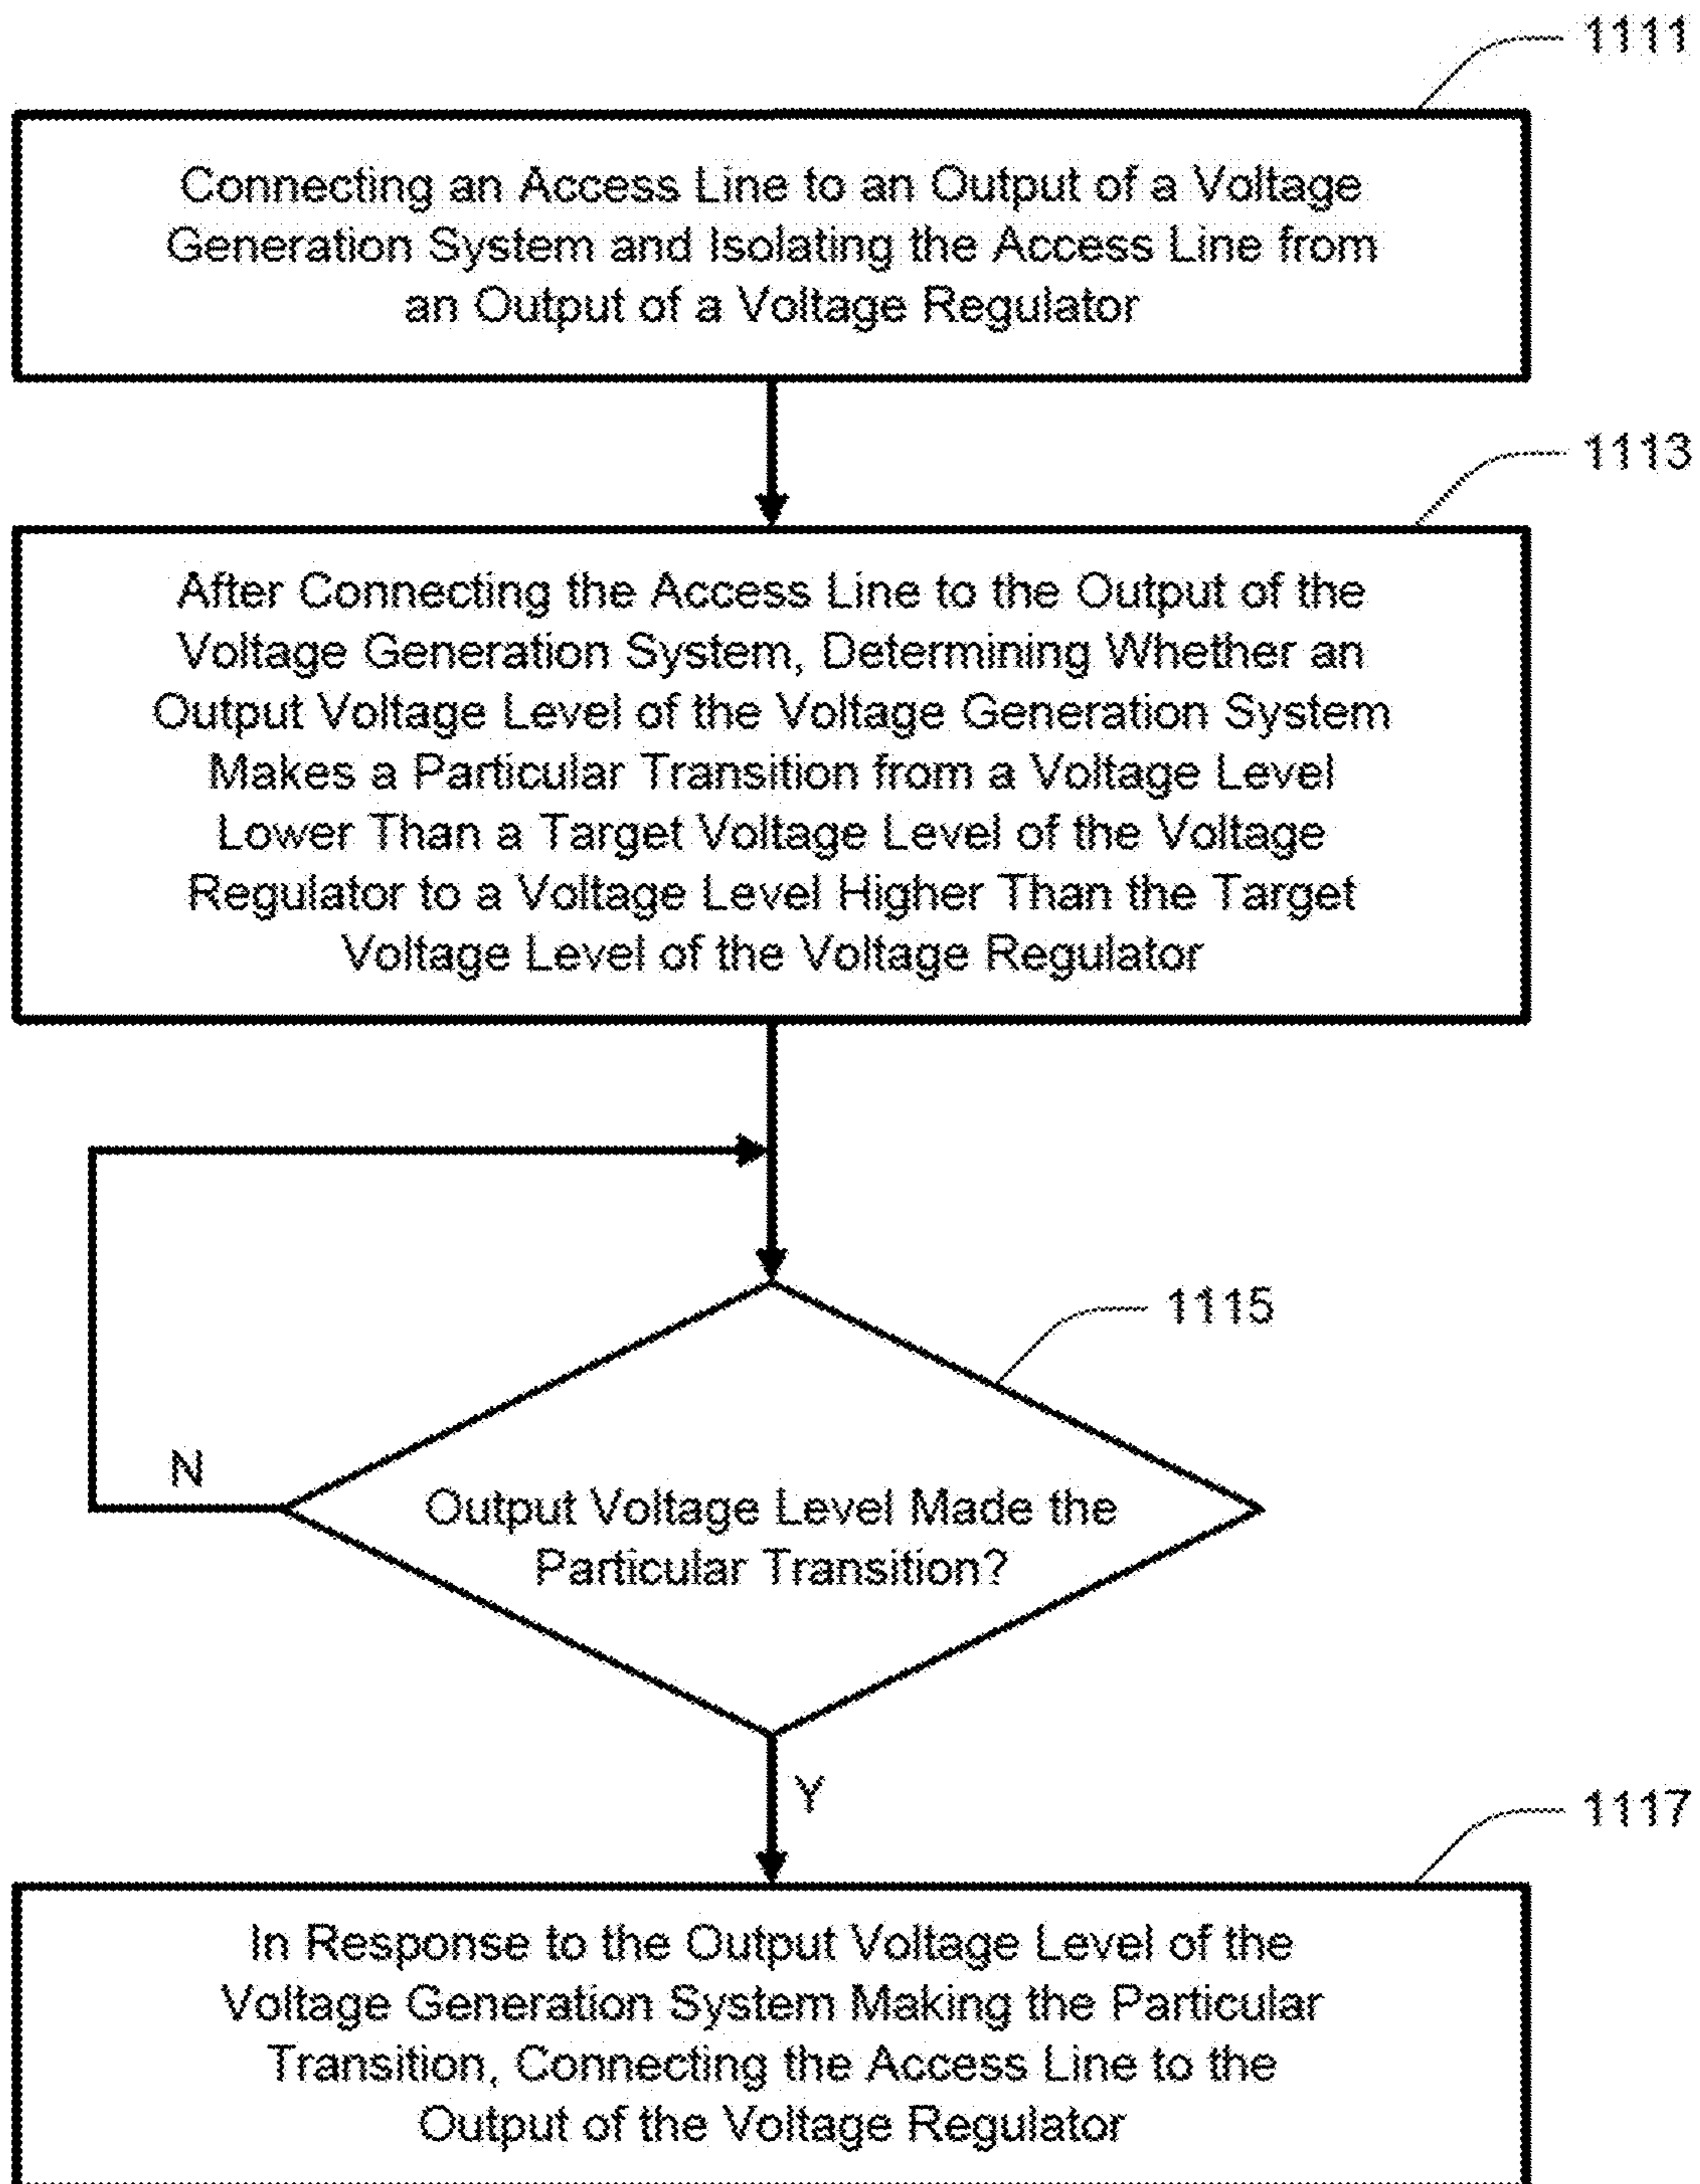 1111
Connecting an Access Line to an Output of a Voltage
Generation System and Isolating the Access Line from
an Output of a Voltage Regulator
1113
After Connecting the Access Line to the Output of the
Voltage Generation System, Determining Whether an
Output Voltage Level of the Voltage Generation System
Makes a Particular Transition from a Voltage Level
Lower Than a Target Voltage Level of the Voltage
Regulator to a Voltage Level Higher Than the Target
Voltage Level of the Voltage Regulator
1115
N
Output Voltage Level Made the
Particular Transition?
Y
1117
In Response to the Output Voltage Level of the
Voltage Generation System Making the Particular
Transition, Connecting the Access Line to the
Output of the Voltage Regulator